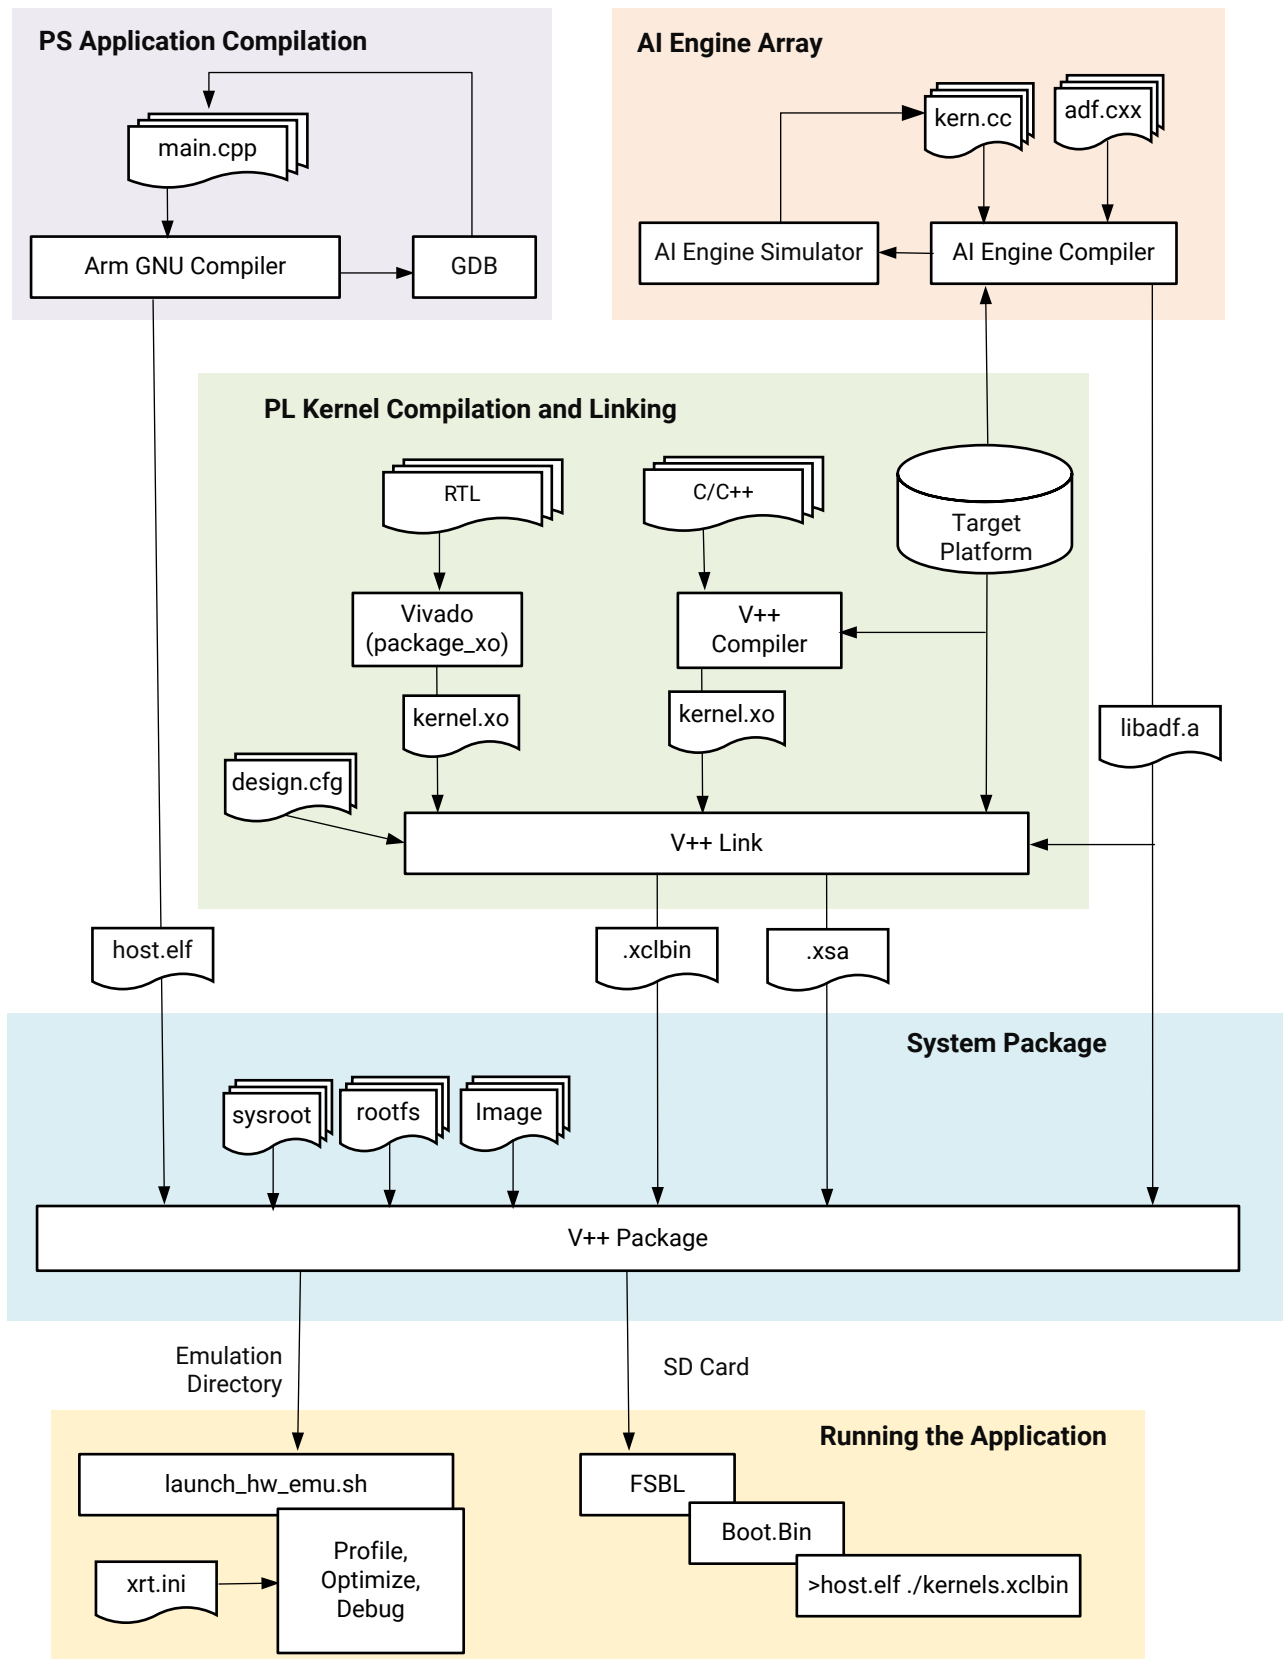 PS Application Compilation
main.cpp
Arm GNU Compiler
GDB
AI Engine Array
kern.cc
adf.cxx
AI Engine Simulator
AI Engine Compiler
PL Kernel Compilation and Linking
RTL
C/C++
Target
Platform
Vivado
(package_xo)
V++
Compiler
kernel.xo
kernel.xo
libadf.a
design.cfg
V++ Link
host.elf
.xclbin
.xsa
System Package
sysroot
rootfs
Image
V++ Package
Emulation
Directory
SD Card
Running the Application
launch_hw_emu.sh
Profile,
Optimize,
Debug
xrt.ini
FSBL
Boot.Bin
>host.elf ./kernels.xclbin